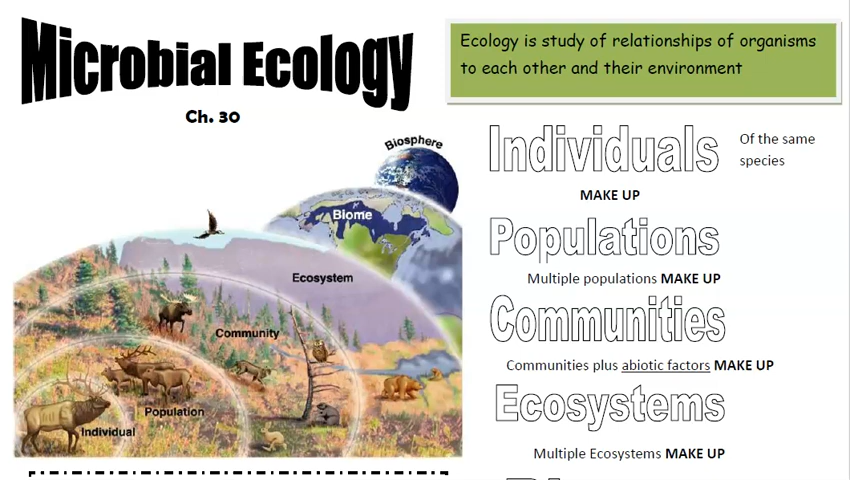 Microbial Ecology
Ch. 30
Ecology is study of relationships of organisms
to each other and their environment
Biosphere
Biome
Ecosystem
Community
Population
Individual
Individuals
Of the same
species
MAKE UP
Populations
Multiple populations MAKE UP
Communities
Communities plus abiotic factors MAKE UP
Ecosystems
Multiple Ecosystems MAKE UP